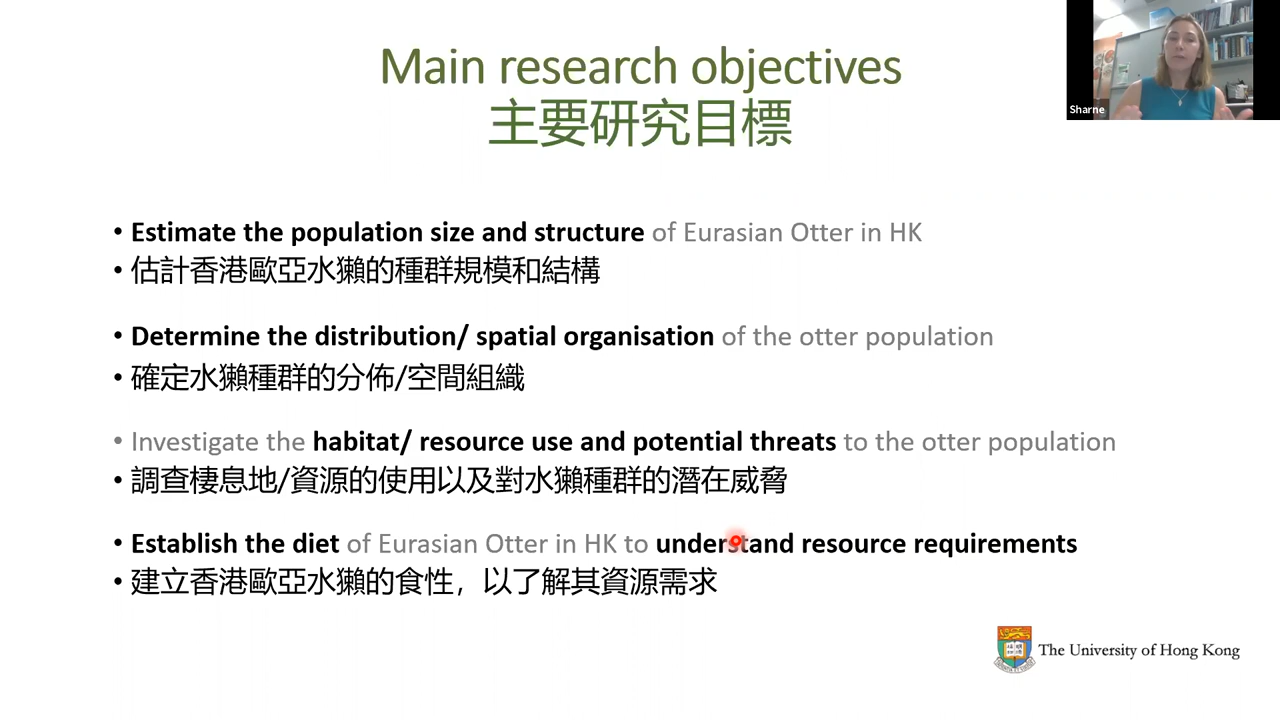 Main research objectives
主要研究目標
Sharne
• Estimate the population size and structure of Eurasian Otter in HK
• 估計香港歐亞水獺的種群規模和結構
• Determine the distribution/ spatial organisation of the otter population
• 確定水獺種群的分佈/空間組織
• Investigate the habitat/ resource use and potential threats to the otter population
• 調查棲息地/資源的使用以及對水獺種群的潛在威脅
• Establish the diet of Eurasian Otter in HK to understand resource requirements
• 建立香港歐亞水獺的食性，以了解其資源需求
The University of Hong Kong